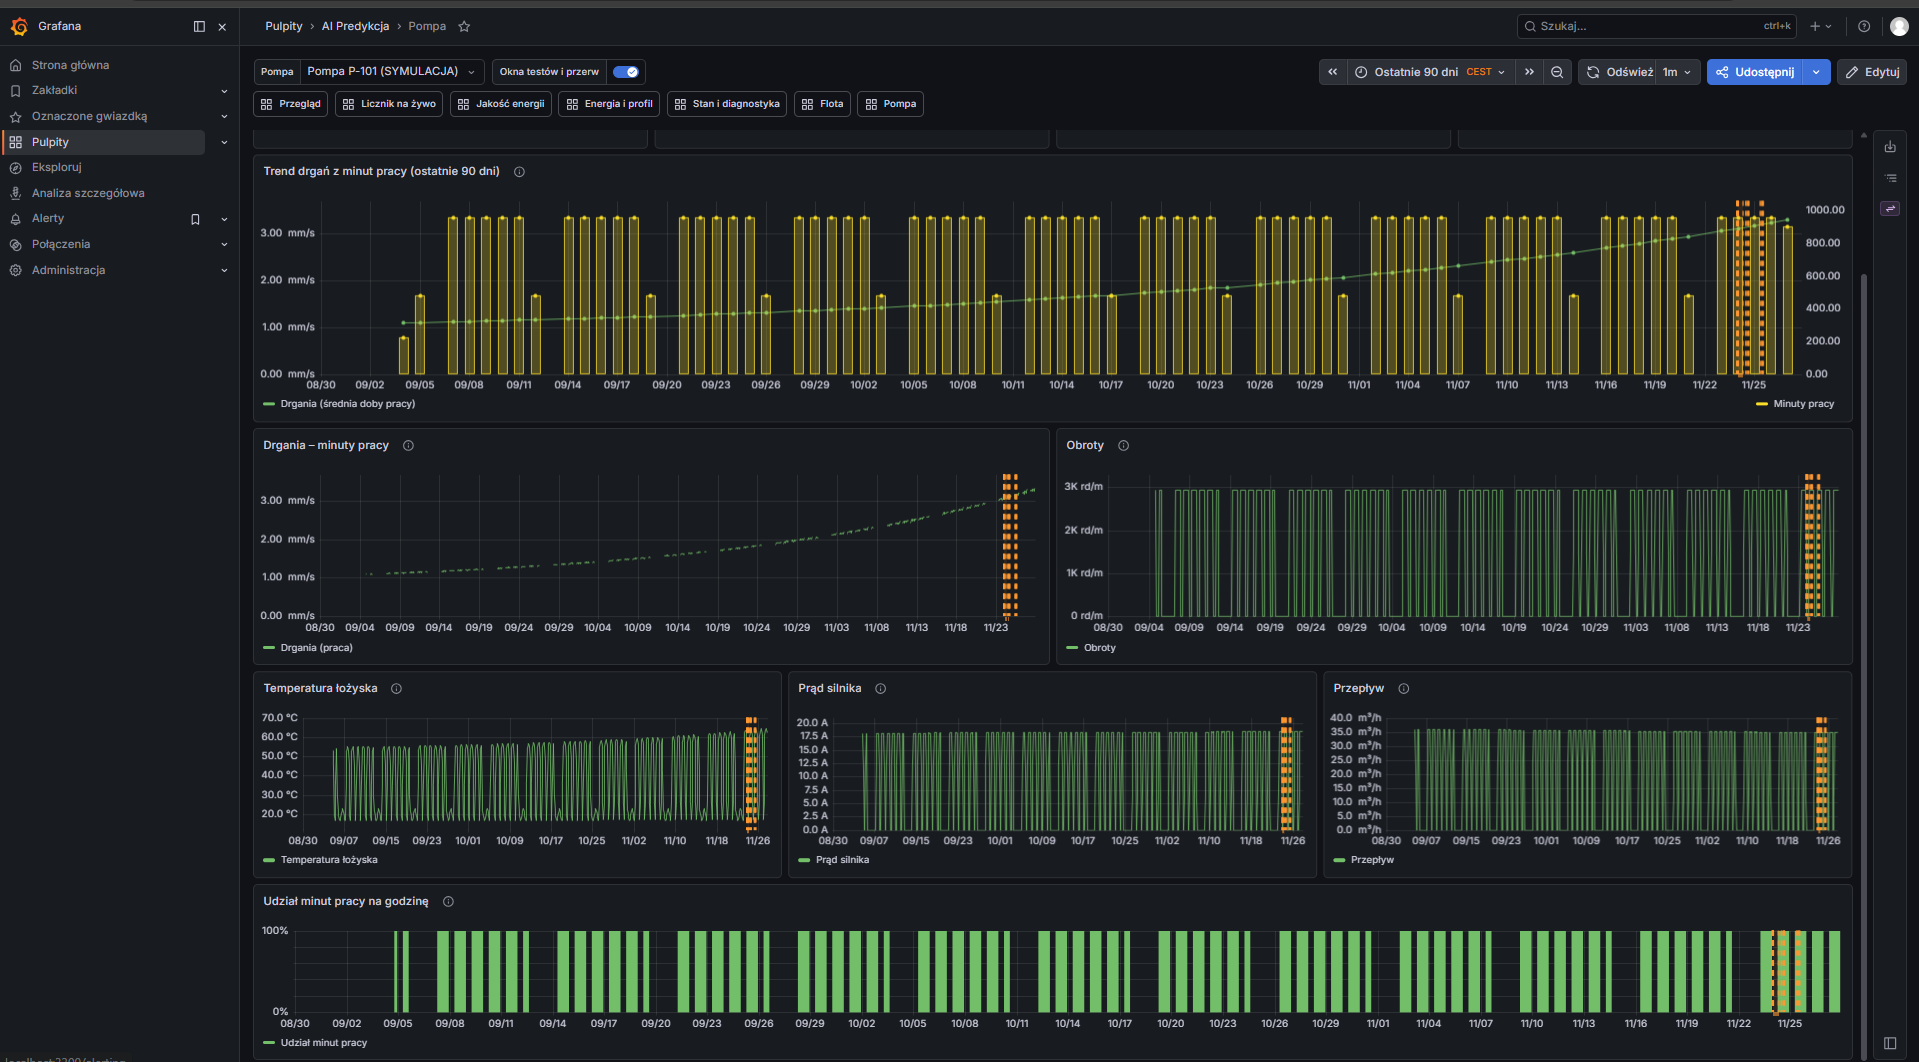 Grafana
Pulpity › AI Predykcja › Pompa
Szukaj... ctrl+k
Strona główna
Zakładki
Oznaczone gwiazdką
Pulpity
Eksploruj
Analiza szczegółowa
Alerty
Połączenia
Administracja
Pompa Pompa P-101 (SYMULACJA) Okna testów i przerw
Ostatnie 90 dni CEST Odśwież 1m Udostępnij Edytuj
Przegląd Licznik na żywo Jakość energii Energia i profil Stan i diagnostyka Flota Pompa
Trend drgań z minut pracy (ostatnie 90 dni)
3.00 mm/s
2.00 mm/s
1.00 mm/s
0.00 mm/s
1000.00
800.00
600.00
400.00
200.00
0.00
08/30 09/02 09/05 09/08 09/11 09/14 09/17 09/20 09/23 09/26 09/29 10/02 10/05 10/08 10/11 10/14 10/17 10/20 10/23 10/26 10/29 11/01 11/04 11/07 11/10 11/13 11/16 11/19 11/22 11/25
Drgania (średnia doby pracy) Minuty pracy
Drgania – minuty pracy
3.00 mm/s
2.00 mm/s
1.00 mm/s
0.00 mm/s
08/30 09/04 09/09 09/14 09/19 09/24 09/29 10/04 10/09 10/14 10/19 10/24 10/29 11/03 11/08 11/13 11/18 11/23
Drgania (praca)
Obroty
3K rd/m
2K rd/m
1K rd/m
0 rd/m
08/30 09/04 09/09 09/14 09/19 09/24 09/29 10/04 10/09 10/14 10/19 10/24 10/29 11/03 11/08 11/13 11/18 11/23
Obroty
Temperatura łożyska
70.0 °C
60.0 °C
50.0 °C
40.0 °C
30.0 °C
20.0 °C
08/30 09/07 09/15 09/23 10/01 10/09 10/17 10/25 11/02 11/10 11/18 11/26
Temperatura łożyska
Prąd silnika
20.0 A
17.5 A
15.0 A
12.5 A
10.0 A
7.5 A
5.0 A
2.5 A
0.0 A
08/30 09/07 09/15 09/23 10/01 10/09 10/17 10/25 11/02 11/10 11/18 11/26
Prąd silnika
Przepływ
40.0 m³/h
35.0 m³/h
30.0 m³/h
25.0 m³/h
20.0 m³/h
15.0 m³/h
10.0 m³/h
5.0 m³/h
0.0 m³/h
08/30 09/07 09/15 09/23 10/01 10/09 10/17 10/25 11/02 11/10 11/18 11/26
Przepływ
Udział minut pracy na godzinę
100%
0%
08/30 09/02 09/05 09/08 09/11 09/14 09/17 09/20 09/23 09/26 09/29 10/02 10/05 10/08 10/11 10/14 10/17 10/20 10/23 10/26 10/29 11/01 11/04 11/07 11/10 11/13 11/16 11/19 11/22 11/25
Udział minut pracy